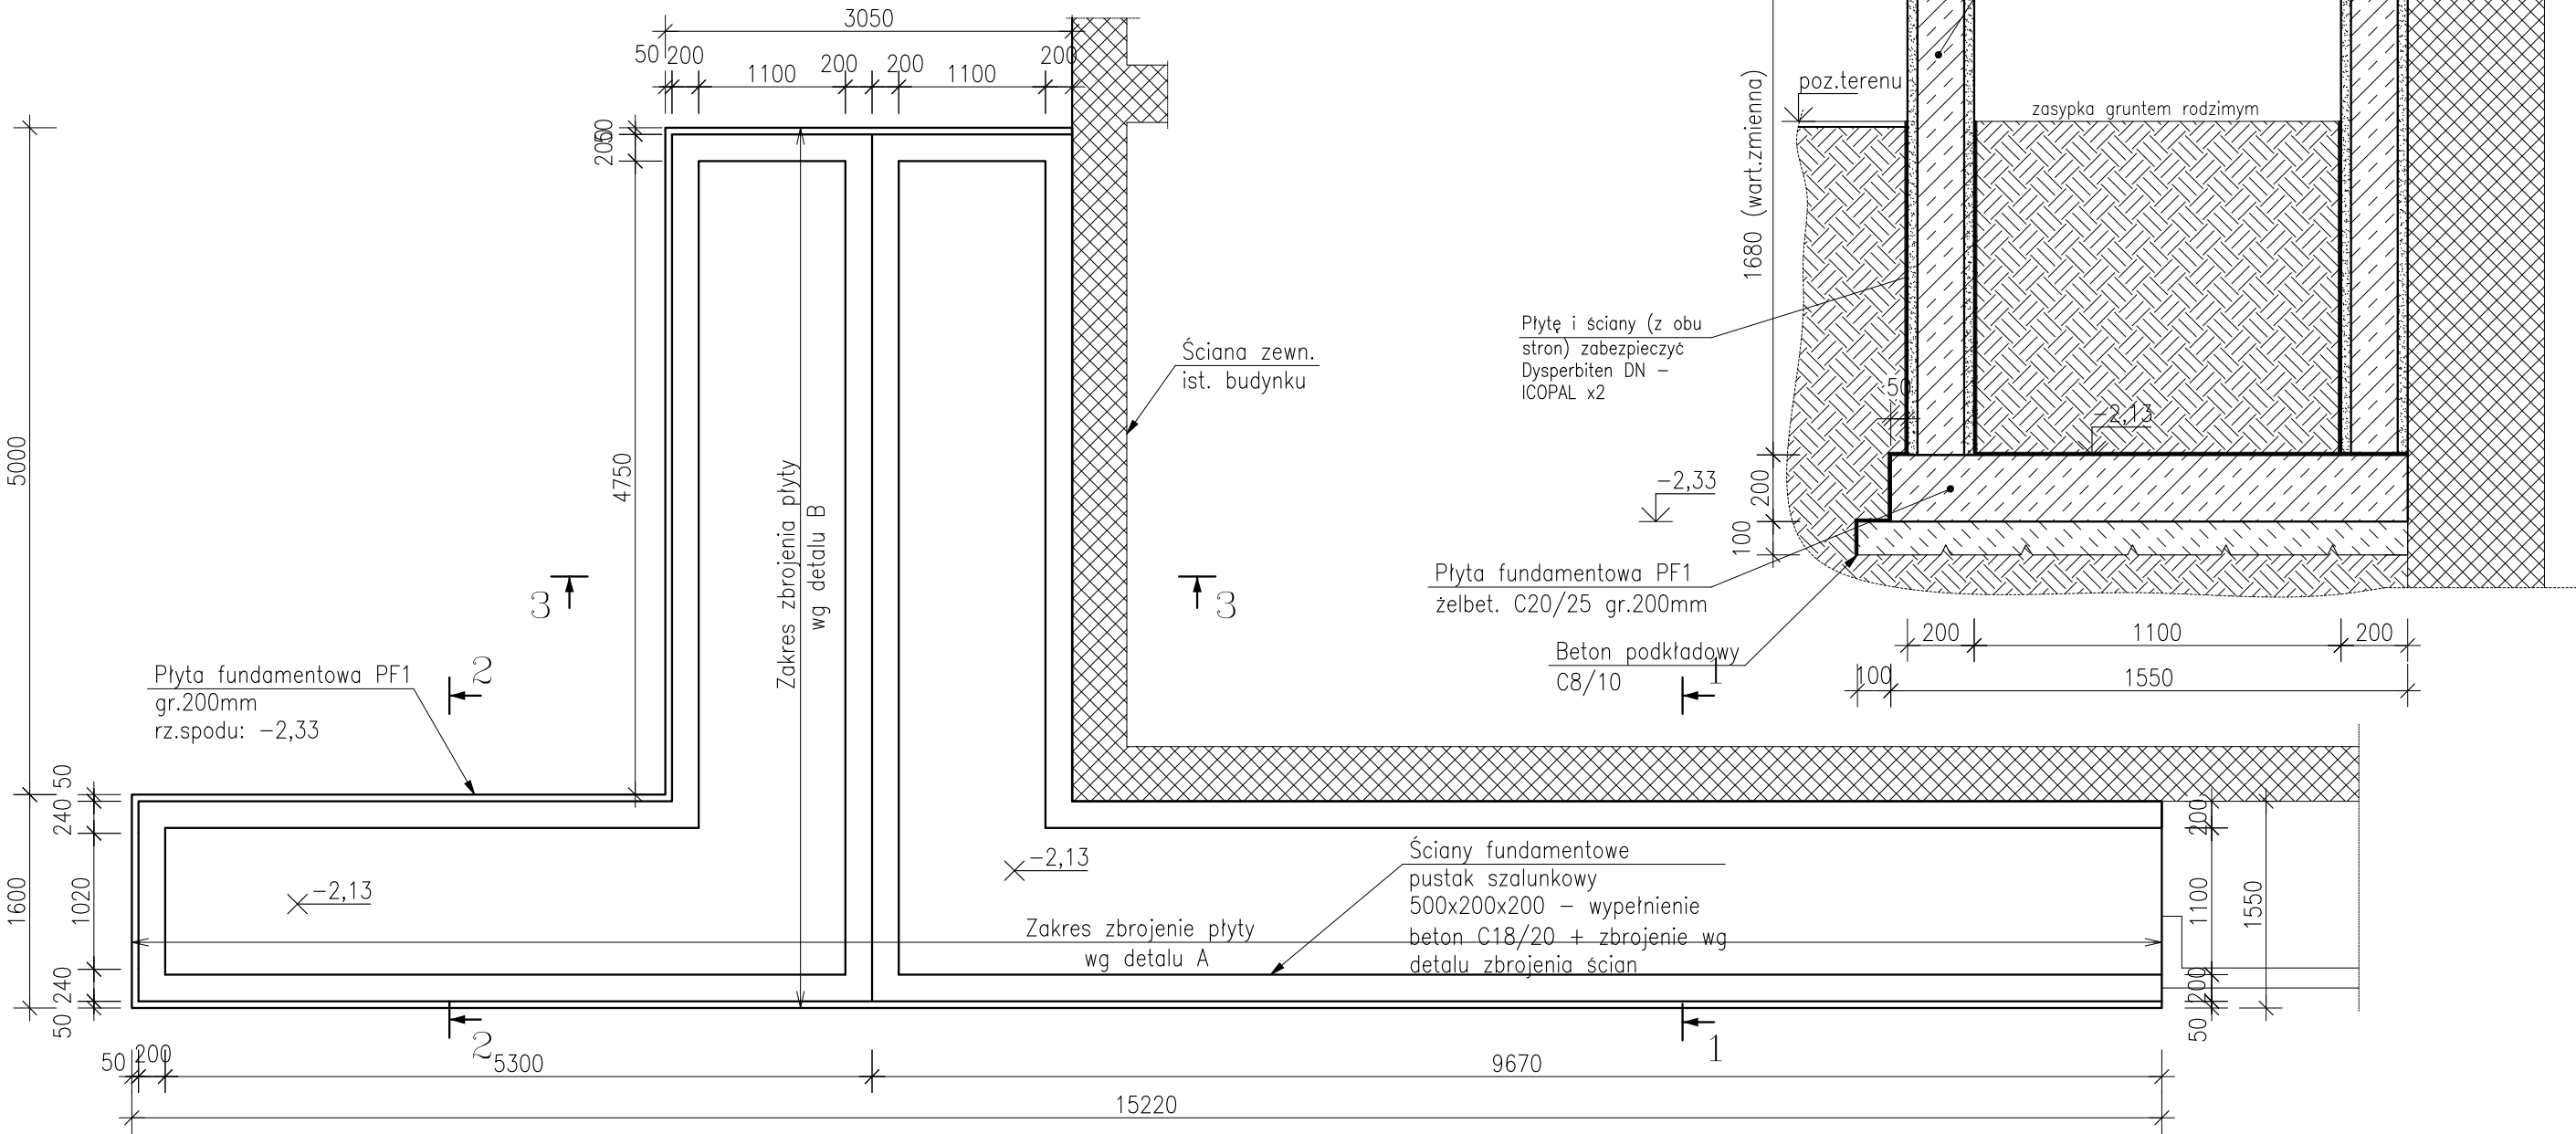 3050
50
200
1100
200
200
1100
200
50
200
4750
5000
1600
50
240
1020
240
50
Zakres zbrojenia płyty
wg detalu B
Ściana zewn.
ist. budynku
3
3
2
2
1
1
Płyta fundamentowa PF1
gr.200mm
rz.spodu: -2,33
-2,13
-2,13
Zakres zbrojenie płyty
wg detalu A
Ściany fundamentowe
pustak szalunkowy
500x200x200 - wypełnienie
beton C18/20 + zbrojenie wg
detalu zbrojenia ścian
200
1100
200
50
1550
50
200
5300
9670
15220
poz.terenu
zasypka gruntem rodzimym
1680 (wart.zmienna)
Płytę i ściany (z obu
stron) zabezpieczyć
Dysperbiten DN -
ICOPAL x2
50
-2,13
-2,33
200
100
Płyta fundamentowa PF1
żelbet. C20/25 gr.200mm
Beton podkładowy
C8/10
200
1100
200
100
1550